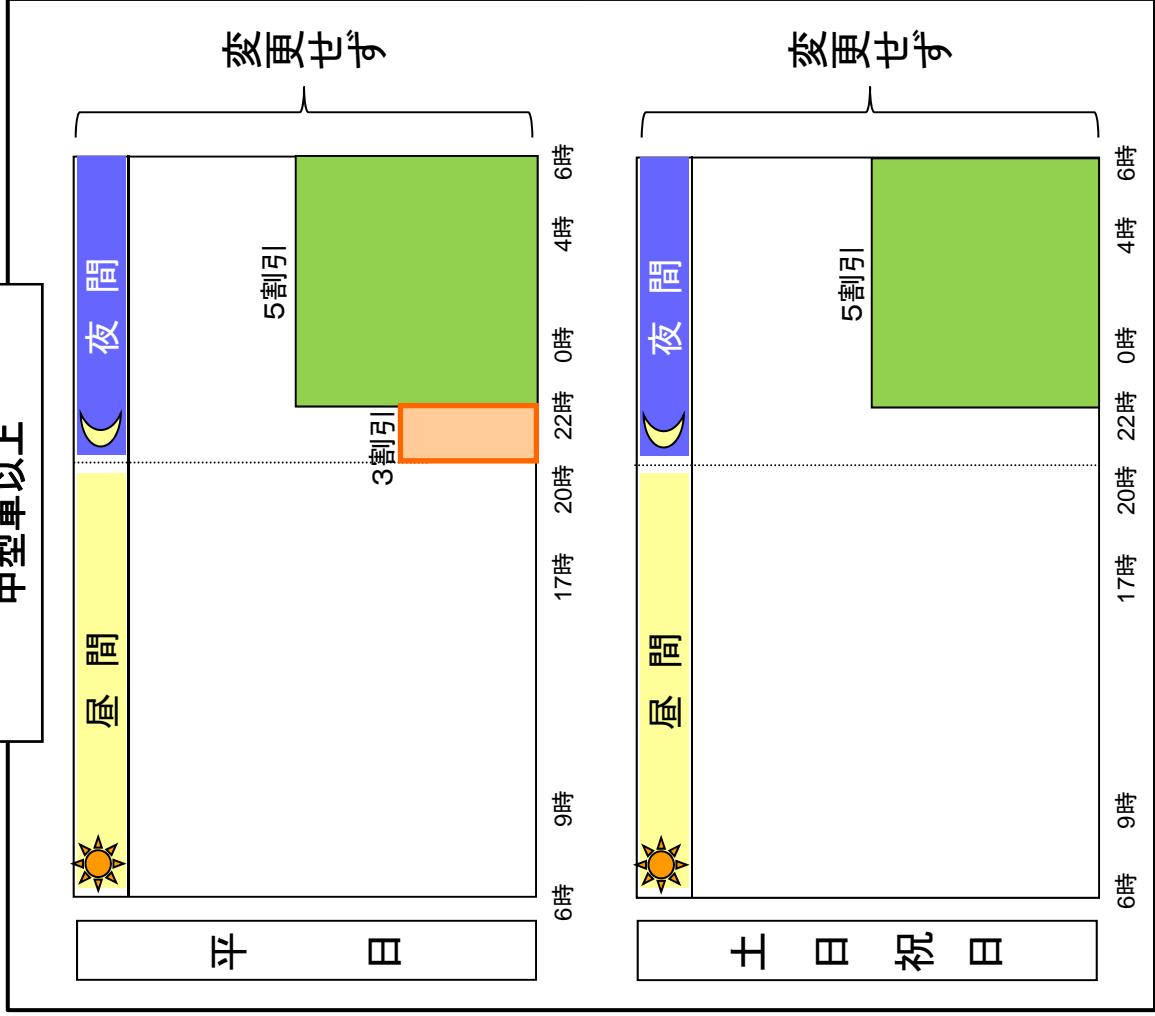 中型車以上
平日
昼間
夜間
3割引
5割引
6時 9時 17時 20時 22時 0時 4時 6時
変更せず
土日祝日
昼間
夜間
5割引
6時 9時 17時 20時 22時 0時 4時 6時
変更せず